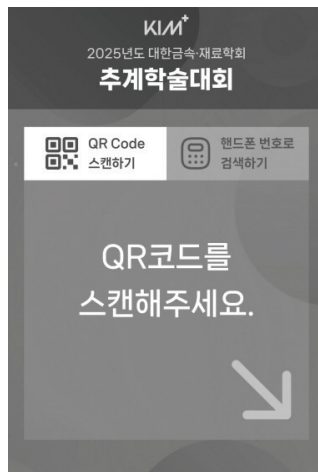 KIM+
2025년도 대한금속·재료학회
추계학술대회
QR Code
스캔하기
핸드폰 번호로
검색하기
QR코드를
스캔해주세요.